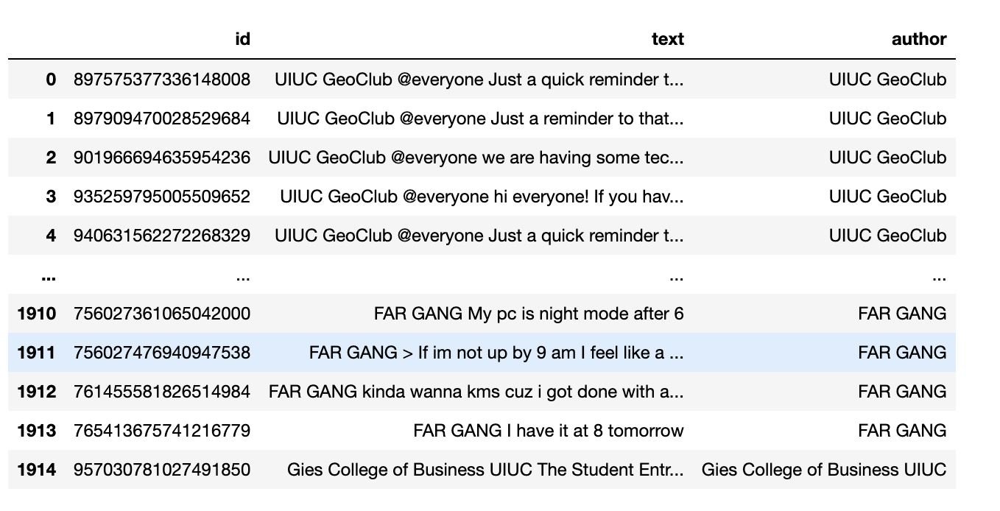 id text author
0 897575377336148008 UIUC GeoClub @everyone Just a quick reminder t... UIUC GeoClub
1 897909470028529684 UIUC GeoClub @everyone Just a reminder to that... UIUC GeoClub
2 901966694635954236 UIUC GeoClub @everyone we are having some tec... UIUC GeoClub
3 935259795005509652 UIUC GeoClub @everyone hi everyone! If you hav... UIUC GeoClub
4 940631562272268329 UIUC GeoClub @everyone Just a quick reminder t... UIUC GeoClub
... ... ... ...
1910 756027361065042000 FAR GANG My pc is night mode after 6 FAR GANG
1911 756027476940947538 FAR GANG > If im not up by 9 am I feel like a ... FAR GANG
1912 761455581826514984 FAR GANG kinda wanna kms cuz i got done with a... FAR GANG
1913 765413675741216779 FAR GANG I have it at 8 tomorrow FAR GANG
1914 957030781027491850 Gies College of Business UIUC The Student Entr... Gies College of Business UIUC